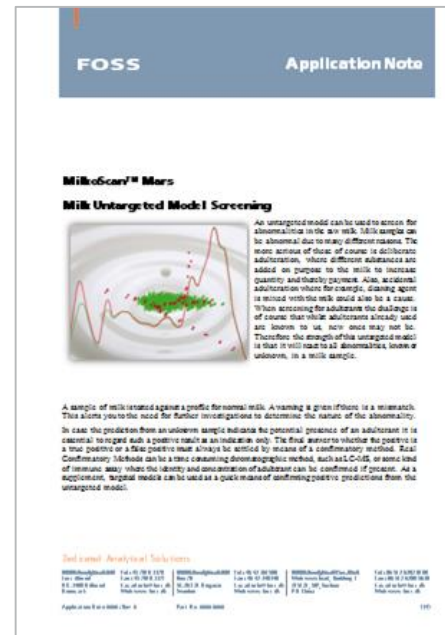 FOSS
Application Note
MilkoScan™ Mars
Milk Untargeted Model Screening
An untargeted model can be used to screen for
abnormalities in the raw milk. Milk samples can
be abnormal due to many different reasons. The
more serious of these of course is deliberate
adulteration, where different substances are
added on purpose to the milk to increase
quantity and thereby payment. Also, accidental
adulteration where for example, cleaning agent
is mixed with the milk could also be a cause.
When screening for adulterants the challenge is
of course that whilst adulterants already used
are known to us, new ones may not be.
Therefore the strength of this untargeted model
is that it will react to all abnormalities, known or
unknown, in a milk sample.
A sample of milk is tested against a profile for normal milk. A warning is given if there is a mismatch.
This alerts you to the need for further investigations to determine the nature of the abnormality.
In case the prediction from an unknown sample indicates the potential presence of an adulterant it is
essential to regard such a positive result as an indication only. The final answer to whether the positive is
a true positive or a false positive must always be settled by means of a confirmatory method. Real
Confirmatory Methods can be a time consuming chromatographic method, such as LC-MS, or some kind
of immune assay where the identity and concentration of adulterant can be confirmed if present. As a
supplement, targeted models can be used as a quick means of confirming positive predictions from the
untargeted model.
Dedicated Analytical Solutions